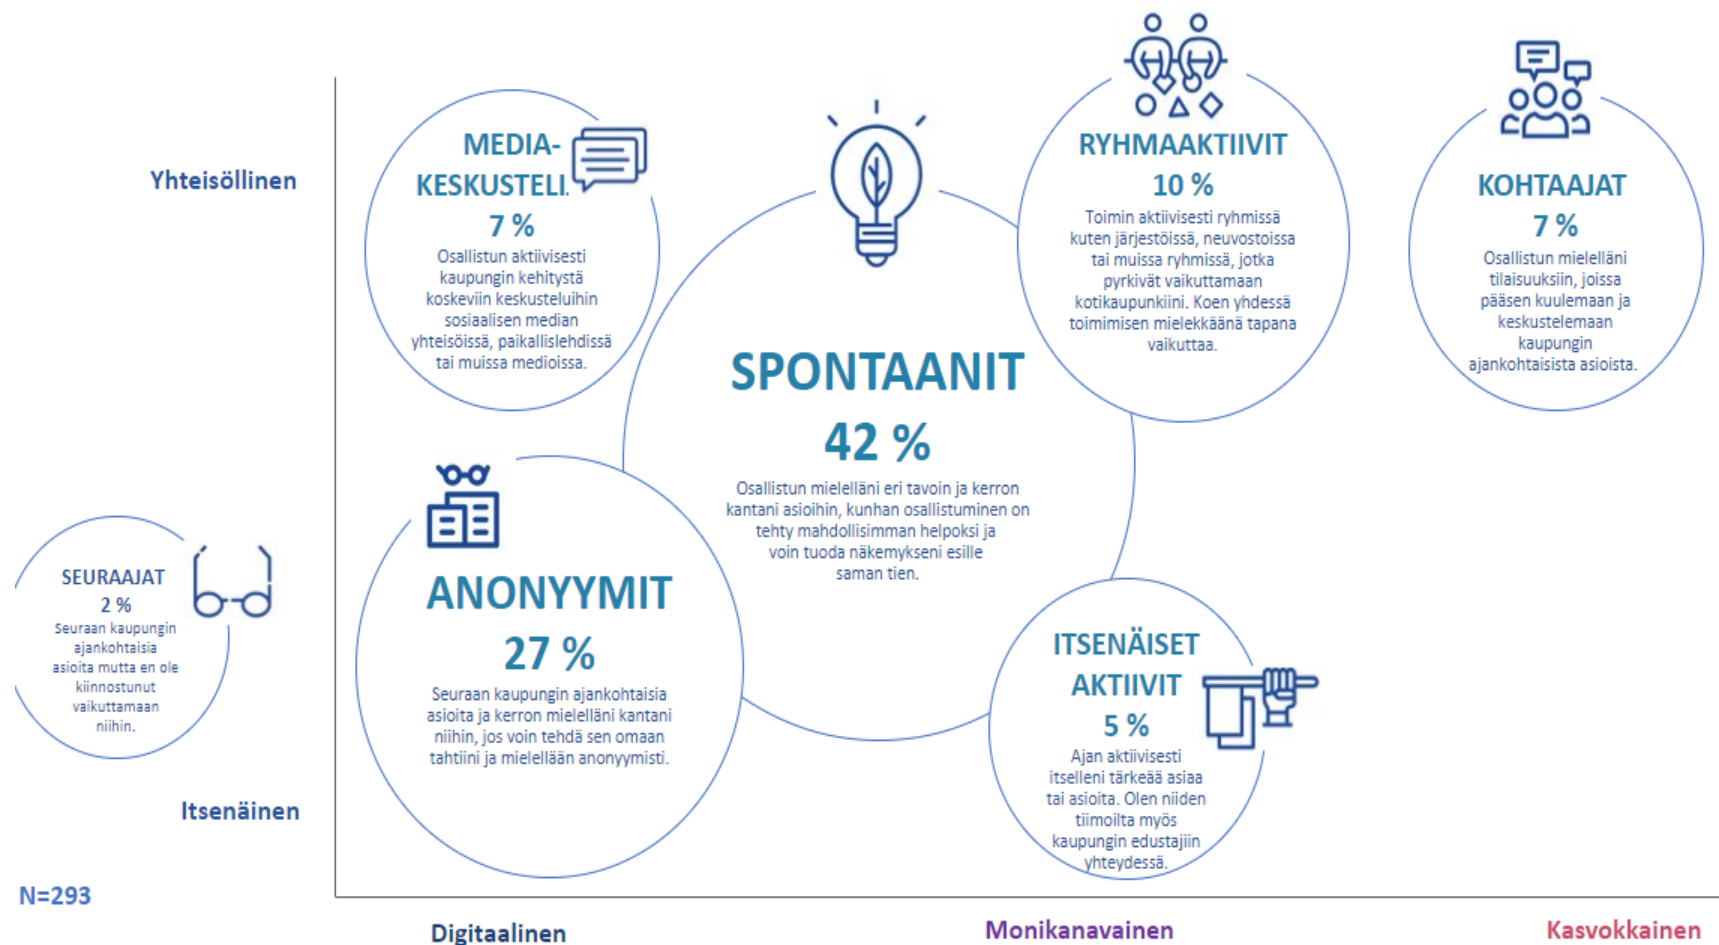 Yhteisöllinen
Itsenäinen
N=293
MEDIA-
KESKUSTELI
7 %
Osallistun aktiivisesti
kaupungin kehitystä
koskeviin keskusteluihin
sosiaalisen median
yhteisöissä, paikallislehdissä
tai muissa medioissa.
SPONTAANIT
42 %
Osallistun mielelläni eri tavoin ja kerron
kantani asioihin, kunhan osallistuminen on
tehty mahdollisimman helpoksi ja
voin tuoda näkemykseni esille
saman tien.
RYHMAAKTIIVIT
10 %
Toimin aktiivisesti ryhmissä
kuten järjestöissä, neuvostoissa
tai muissa ryhmissä, jotka
pyrkivät vaikuttamaan
kotikaupunkiini. Koen yhdessä
toimimisen mielekkäänä tapana
vaikuttaa.
KOHTAAJAT
7 %
Osallistun mielelläni
tilaisuuksiin, joissa
pääsen kuulemaan ja
keskustelemaan
kaupungin
ajankohtaisista asioista.
SEURAAJAT
2 %
Seuraan kaupungin
ajankohtaisia
asioita mutta en ole
kiinnostunut
vaikuttamaan
niihin.
ANONYYMIT
27 %
Seuraan kaupungin ajankohtaisia
asioita ja kerron mielelläni kantani
niihin, jos voin tehdä sen omaan
tahtiini ja mielellään anonyymisti.
ITSENÄISET
AKTIIVIT
5 %
Ajan aktiivisesti
itselleni tärkeää asiaa
tai asioita. Olen niiden
tiimoilta myös
kaupungin edustajiin
yhteydessä.
Digitaalinen
Monikanavainen
Kasvokkainen